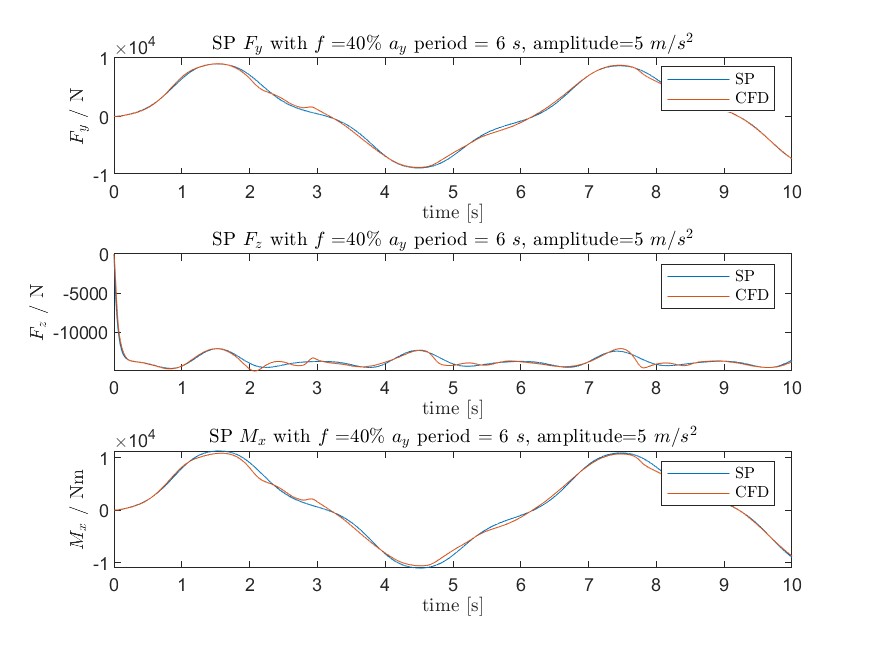 SP F_y with f =40% a_y period = 6 s, amplitude=5 m/s^2
×10^4
1
0
-1
F_y / N
SP
CFD
0 1 2 3 4 5 6 7 8 9 10
time [s]
SP F_z with f =40% a_y period = 6 s, amplitude=5 m/s^2
0
-5000
-10000
F_z / N
SP
CFD
0 1 2 3 4 5 6 7 8 9 10
time [s]
SP M_x with f =40% a_y period = 6 s, amplitude=5 m/s^2
×10^4
1
0
-1
M_x / Nm
SP
CFD
0 1 2 3 4 5 6 7 8 9 10
time [s]